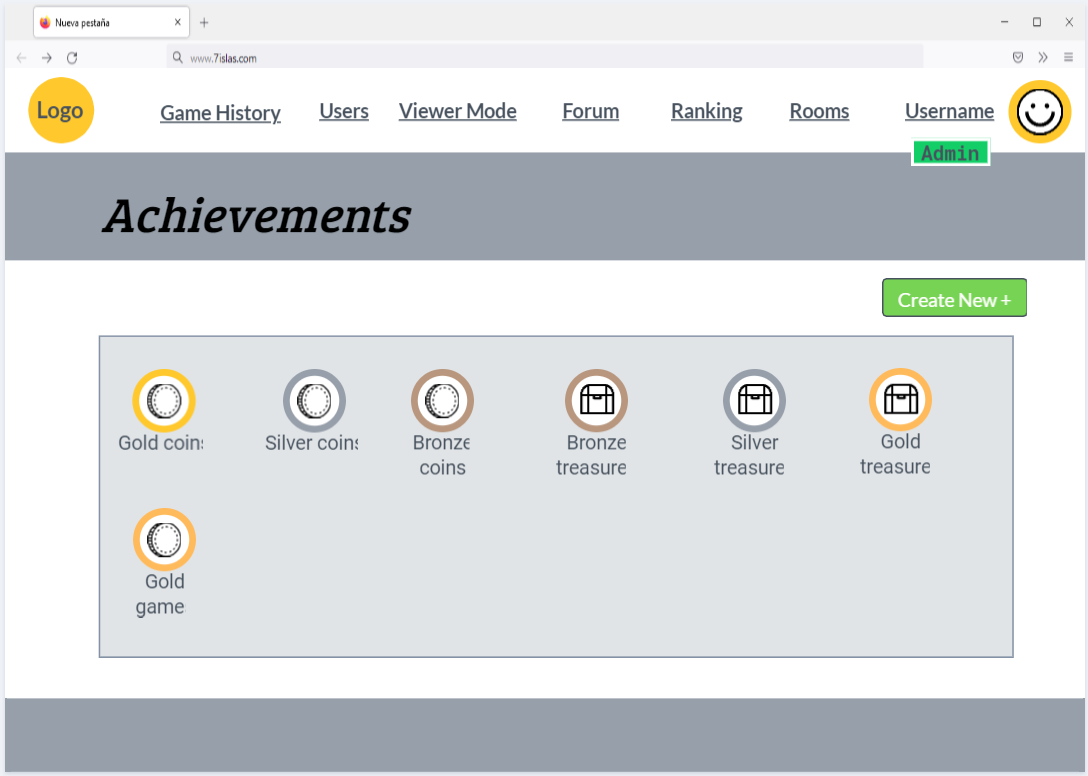 Nueva pestaña
www.7islas.com
Logo
Game History Users Viewer Mode Forum Ranking Rooms Username
Admin
Achievements
Create New +
Gold coins
Silver coins
Bronze
coins
Bronze
treasure
Silver
treasure
Gold
treasure
Gold
game